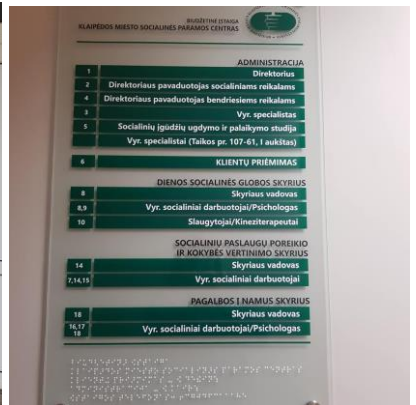 BIUDŽETINĖ ĮSTAIGA
KLAIPĖDOS MIESTO SOCIALINĖS PARAMOS CENTRAS
ADMINISTRACIJA
1 Direktorius
2 Direktoriaus pavaduotojas socialiniams reikalams
4 Direktoriaus pavaduotojas bendriesiems reikalams
3 Vyr. specialistas
5 Socialinių įgūdžių ugdymo ir palaikymo studija
Vyr. specialistai (Taikos pr. 107-61, I aukštas)
6 KLIENTŲ PRIĖMIMAS
DIENOS SOCIALINĖS GLOBOS SKYRIUS
8 Skyriaus vadovas
8,9 Vyr. socialiniai darbuotojai/Psichologas
10 Slaugytojai/Kineziterapeutai
SOCIALINIŲ PASLAUGŲ POREIKIO
IR KOKYBĖS VERTINIMO SKYRIUS
14 Skyriaus vadovas
7,14,15 Vyr. socialiniai darbuotojai
PAGALBOS Į NAMUS SKYRIUS
18 Skyriaus vadovas
16,17
18 Vyr. socialiniai darbuotojai/Psichologas